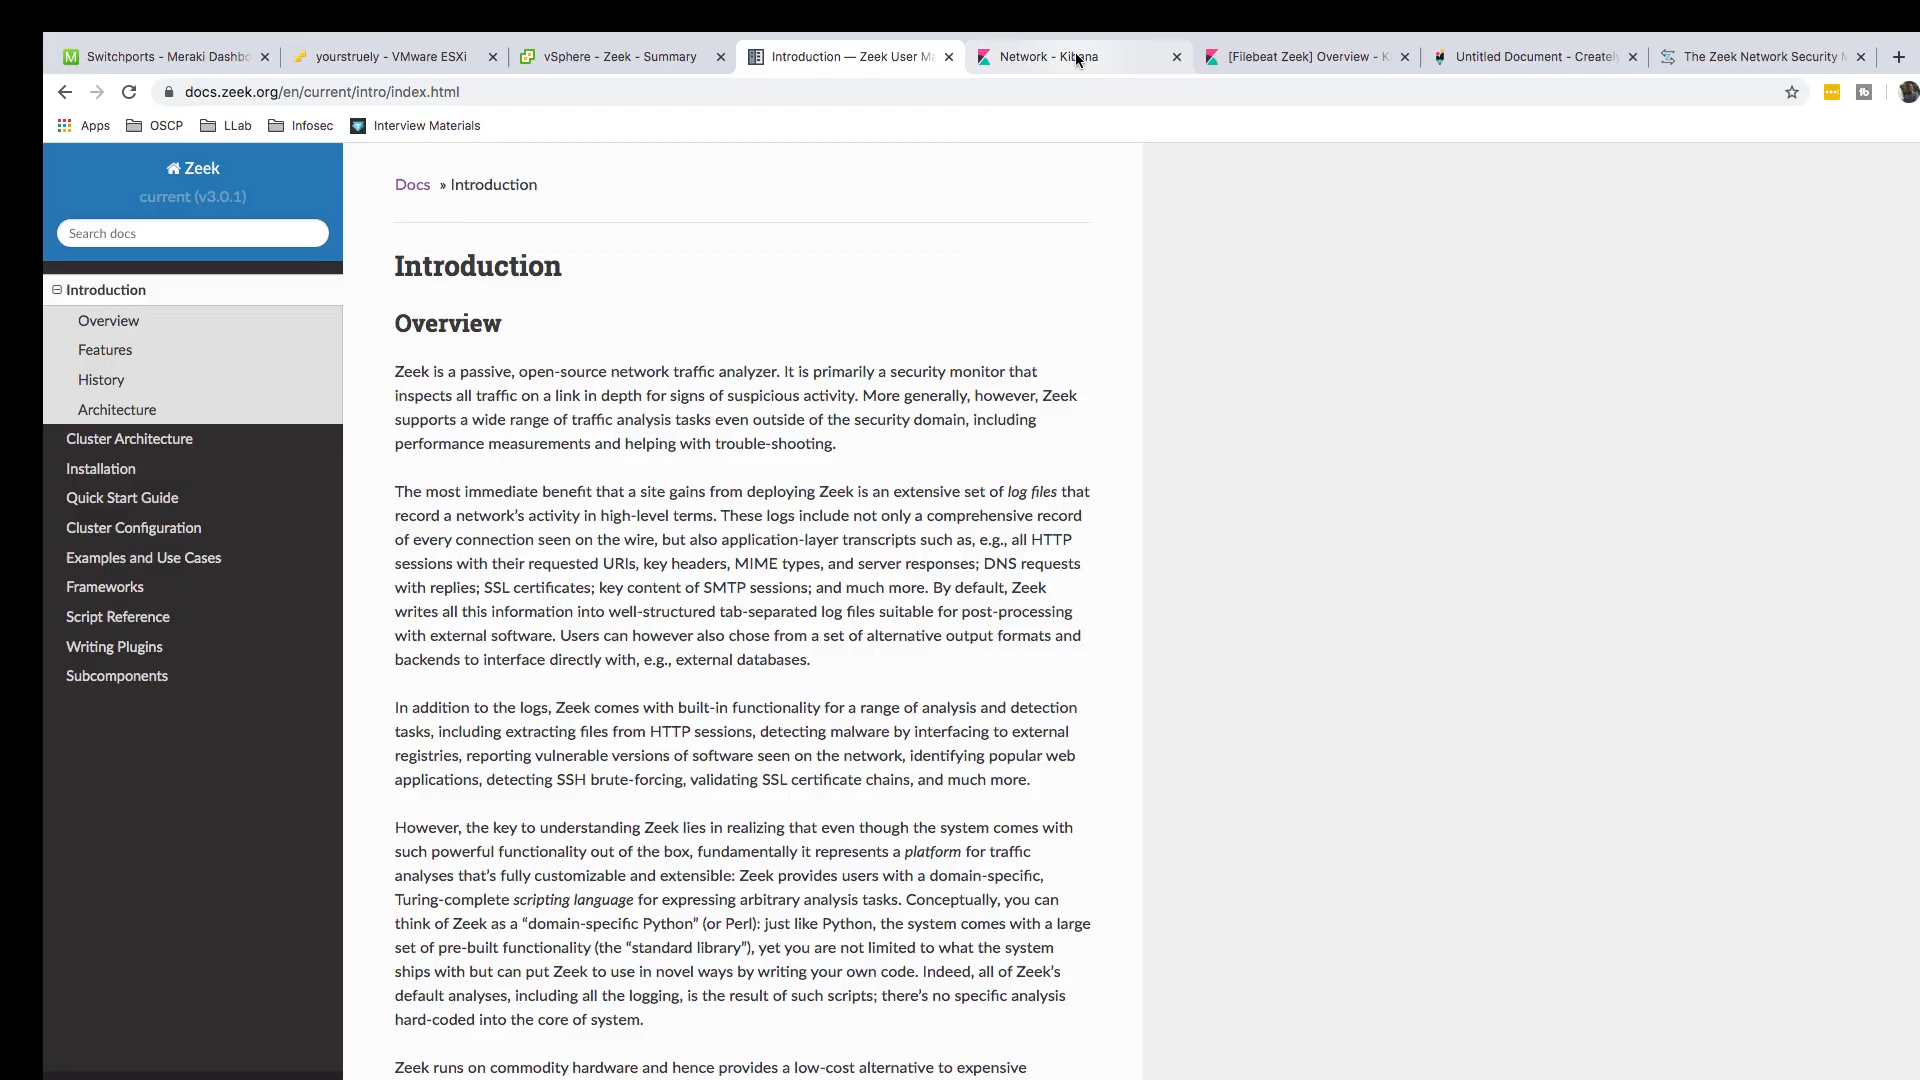 Switchports - Meraki Dashbo
yourstruely - VMware ESXi
vSphere - Zeek - Summary
Introduction — Zeek User Ma
Network - Kibana
[Filebeat Zeek] Overview - K
Untitled Document - Creately
The Zeek Network Security M
docs.zeek.org/en/current/intro/index.html
Apps
OSCP
LLab
Infosec
Interview Materials
Zeek
current (v3.0.1)
Search docs
Introduction
Overview
Features
History
Architecture
Cluster Architecture
Installation
Quick Start Guide
Cluster Configuration
Examples and Use Cases
Frameworks
Script Reference
Writing Plugins
Subcomponents
Docs » Introduction
Introduction
Overview
Zeek is a passive, open-source network traffic analyzer. It is primarily a security monitor that
inspects all traffic on a link in depth for signs of suspicious activity. More generally, however, Zeek
supports a wide range of traffic analysis tasks even outside of the security domain, including
performance measurements and helping with trouble-shooting.
The most immediate benefit that a site gains from deploying Zeek is an extensive set of log files that
record a network’s activity in high-level terms. These logs include not only a comprehensive record
of every connection seen on the wire, but also application-layer transcripts such as, e.g., all HTTP
sessions with their requested URIs, key headers, MIME types, and server responses; DNS requests
with replies; SSL certificates; key content of SMTP sessions; and much more. By default, Zeek
writes all this information into well-structured tab-separated log files suitable for post-processing
with external software. Users can however also chose from a set of alternative output formats and
backends to interface directly with, e.g., external databases.
In addition to the logs, Zeek comes with built-in functionality for a range of analysis and detection
tasks, including extracting files from HTTP sessions, detecting malware by interfacing to external
registries, reporting vulnerable versions of software seen on the network, identifying popular web
applications, detecting SSH brute-forcing, validating SSL certificate chains, and much more.
However, the key to understanding Zeek lies in realizing that even though the system comes with
such powerful functionality out of the box, fundamentally it represents a platform for traffic
analyses that’s fully customizable and extensible: Zeek provides users with a domain-specific,
Turing-complete scripting language for expressing arbitrary analysis tasks. Conceptually, you can
think of Zeek as a “domain-specific Python” (or Perl): just like Python, the system comes with a large
set of pre-built functionality (the “standard library”), yet you are not limited to what the system
ships with but can put Zeek to use in novel ways by writing your own code. Indeed, all of Zeek’s
default analyses, including all the logging, is the result of such scripts; there’s no specific analysis
hard-coded into the core of system.
Zeek runs on commodity hardware and hence provides a low-cost alternative to expensive